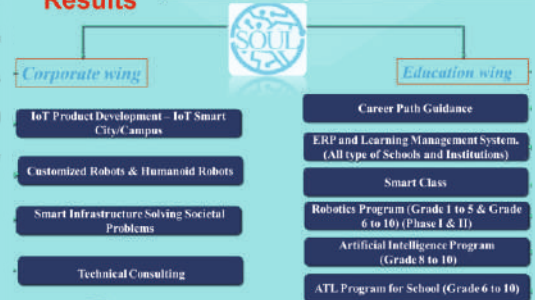 Results
SOUL
Corporate wing
IoT Product Development – IoT Smart
City/Campus
Customized Robots & Humanoid Robots
Smart Infrastructure Solving Societal
Problems
Technical Consulting
Education wing
Career Path Guidance
ERP and Learning Management System.
(All type of Schools and Institutions)
Smart Class
Robotics Program (Grade 1 to 5 & Grade
6 to 10) (Phase I & II)
Artificial Intelligence Program
(Grade 8 to 10)
ATL Program for School (Grade 6 to 10)